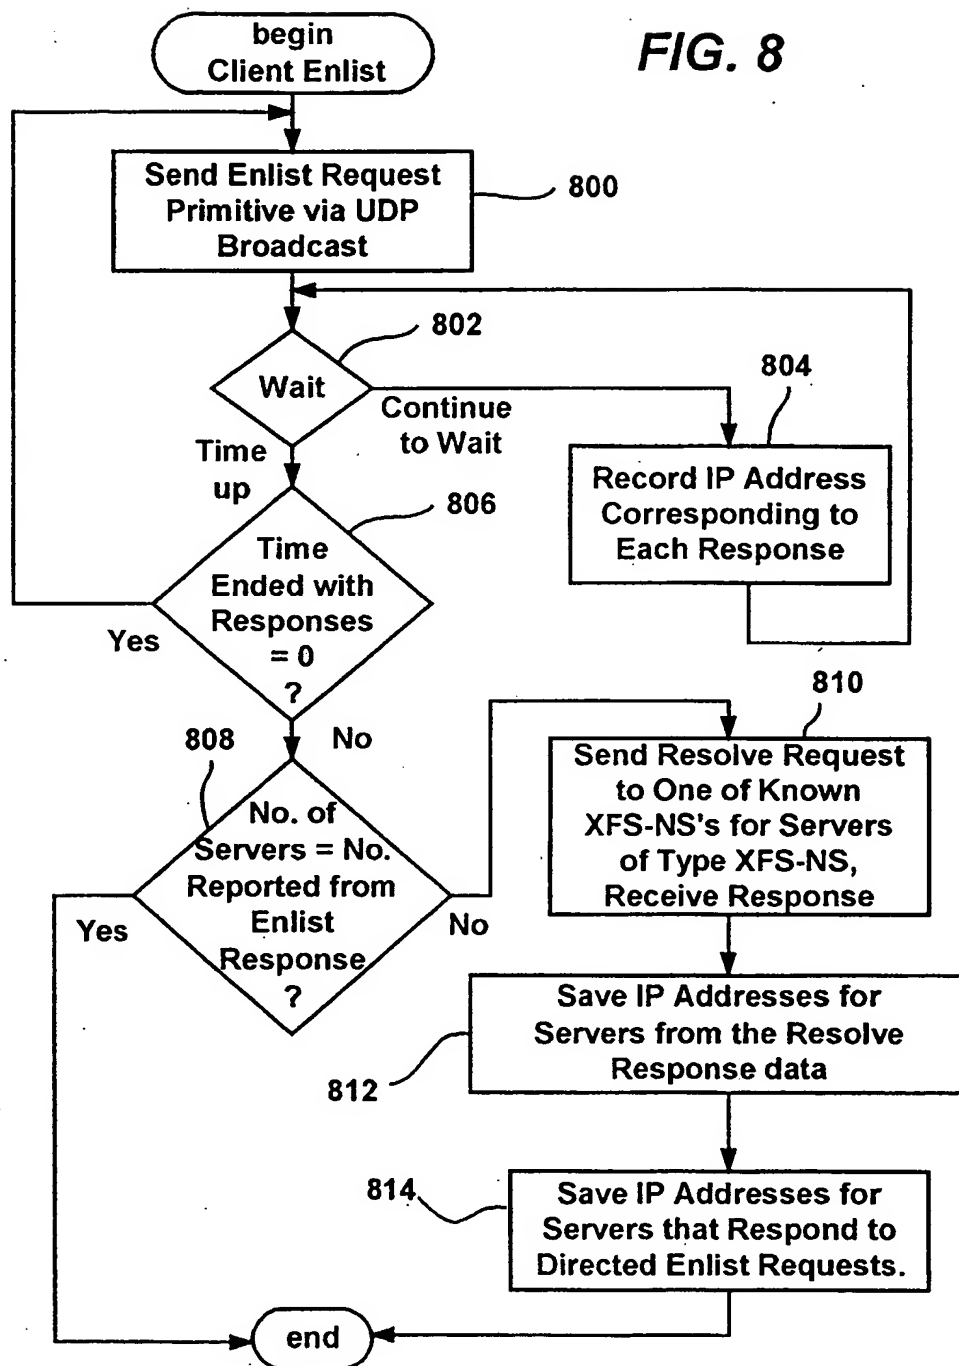 begin
Client Enlist
FIG. 8
Send Enlist Request
Primitive via UDP
Broadcast
800
802
Wait
Continue
to Wait
804
Record IP Address
Corresponding to
Each Response
Time
up
806
Time
Ended with
Responses
= 0
?
Yes
No
808
No. of
Servers = No.
Reported from
Enlist
Response
?
Yes
No
810
Send Resolve Request
to One of Known
XFS-NS's for Servers
of Type XFS-NS,
Receive Response
Save IP Addresses for
Servers from the Resolve
Response data
812
814
Save IP Addresses for
Servers that Respond to
Directed Enlist Requests.
end